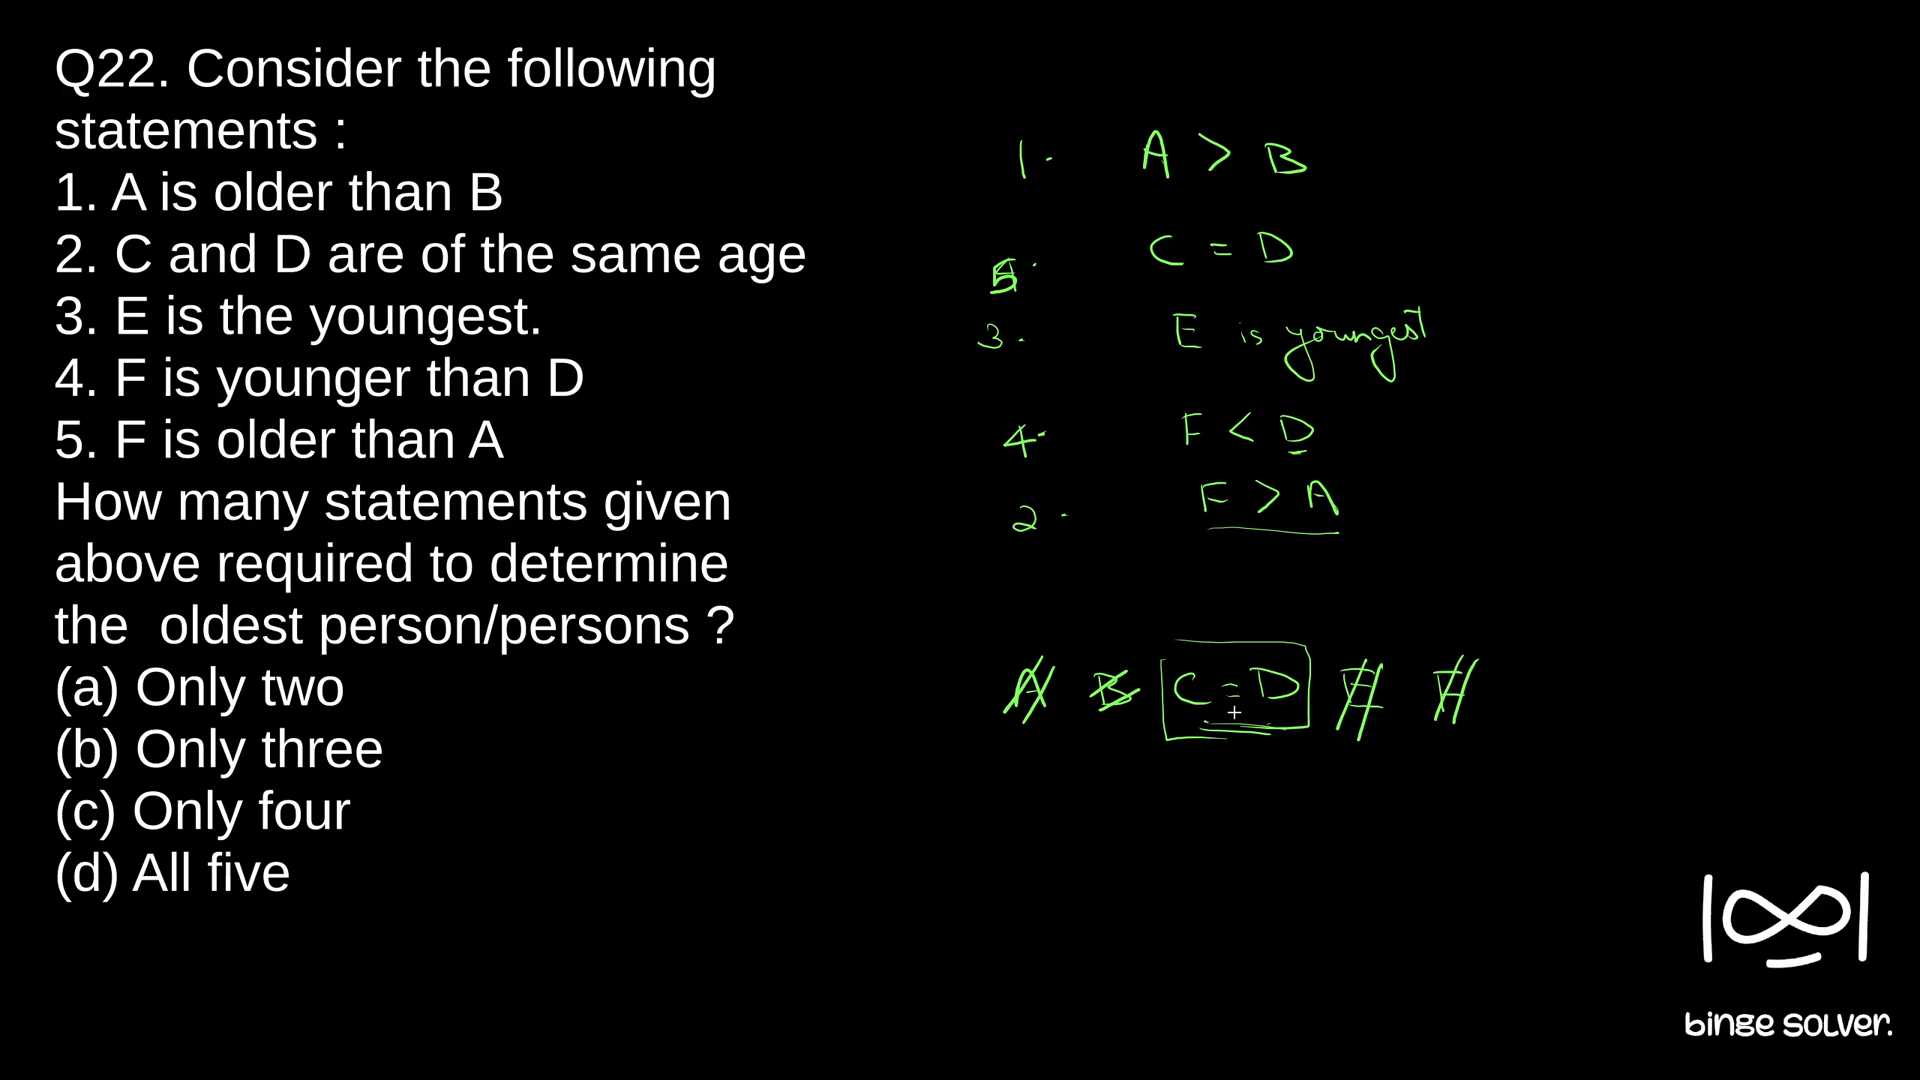 Q22. Consider the following
statements :
1. A is older than B
2. C and D are of the same age
3. E is the youngest.
4. F is younger than D
5. F is older than A
How many statements given
above required to determine
the  oldest person/persons ?
(a) Only two
(b) Only three
(c) Only four
(d) All five
1. A > B
5. C = D
3. E is youngest
4. F < D
2. F > A
A B C = D E F
binge solver.